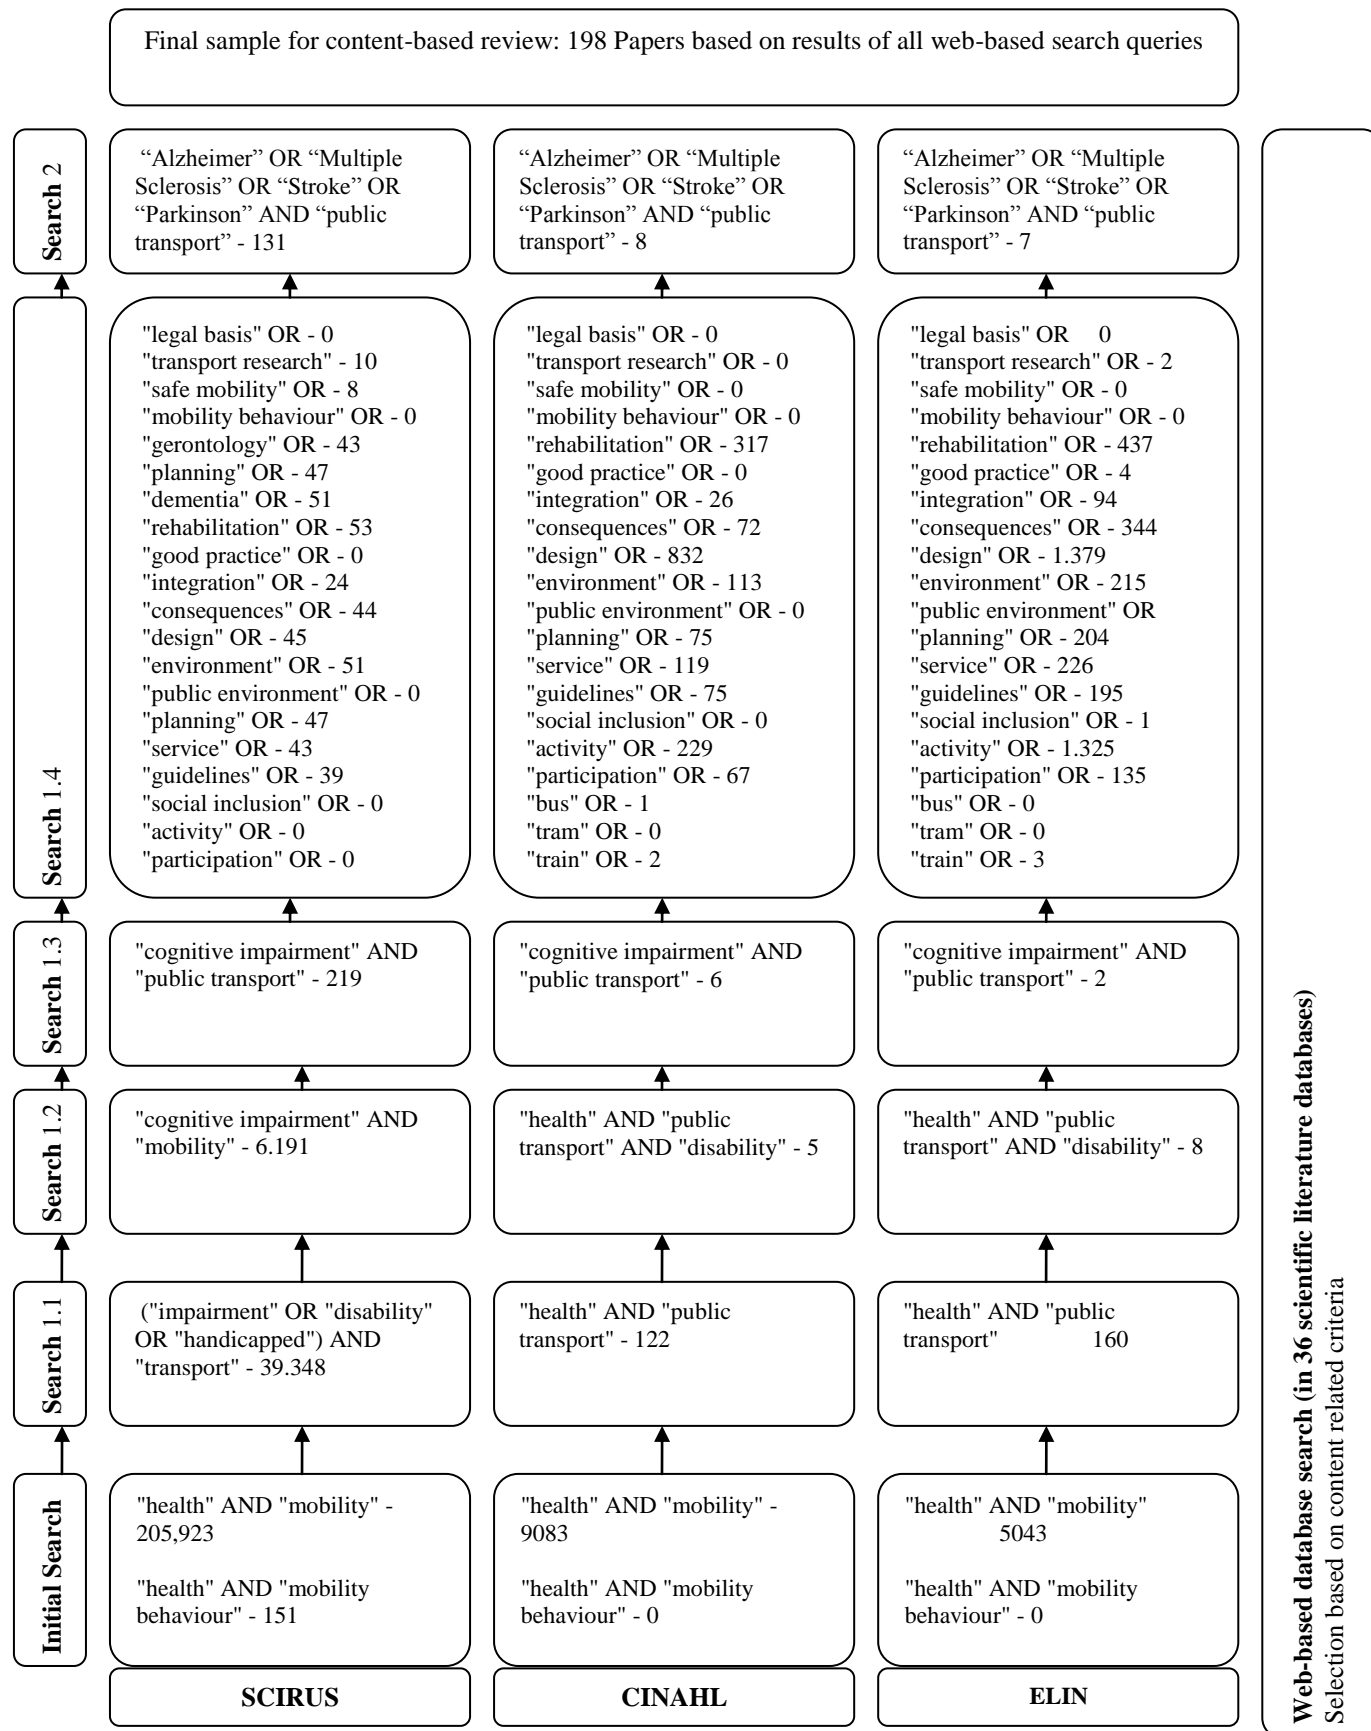 Final sample for content-based review: 198 Papers based on results of all web-based search queries
Search 2
“Alzheimer” OR “Multiple
Sclerosis” OR “Stroke” OR
“Parkinson” AND “public
transport” - 131
“Alzheimer” OR “Multiple
Sclerosis” OR “Stroke” OR
“Parkinson” AND “public
transport” - 8
“Alzheimer” OR “Multiple
Sclerosis” OR “Stroke” OR
“Parkinson” AND “public
transport” - 7
Search 1.4
"legal basis" OR - 0
"transport research" - 10
"safe mobility" OR - 8
"mobility behaviour" OR - 0
"gerontology" OR - 43
"planning" OR - 47
"dementia" OR - 51
"rehabilitation" OR - 53
"good practice" OR - 0
"integration" OR - 24
"consequences" OR - 44
"design" OR - 45
"environment" OR - 51
"public environment" OR - 0
"planning" OR - 47
"service" OR - 43
"guidelines" OR - 39
"social inclusion" OR - 0
"activity" OR - 0
"participation" OR - 0
"legal basis" OR - 0
"transport research" OR - 0
"safe mobility" OR - 0
"mobility behaviour" OR - 0
"rehabilitation" OR - 317
"good practice" OR - 0
"integration" OR - 26
"consequences" OR - 72
"design" OR - 832
"environment" OR - 113
"public environment" OR - 0
"planning" OR - 75
"service" OR - 119
"guidelines" OR - 75
"social inclusion" OR - 0
"activity" OR - 229
"participation" OR - 67
"bus" OR - 1
"tram" OR - 0
"train" OR - 2
"legal basis" OR 0
"transport research" OR - 2
"safe mobility" OR - 0
"mobility behaviour" OR - 0
"rehabilitation" OR - 437
"good practice" OR - 4
"integration" OR - 94
"consequences" OR - 344
"design" OR - 1.379
"environment" OR - 215
"public environment" OR
"planning" OR - 204
"service" OR - 226
"guidelines" OR - 195
"social inclusion" OR - 1
"activity" OR - 1.325
"participation" OR - 135
"bus" OR - 0
"tram" OR - 0
"train" OR - 3
Search 1.3
"cognitive impairment" AND
"public transport" - 219
"cognitive impairment" AND
"public transport" - 6
"cognitive impairment" AND
"public transport" - 2
Search 1.2
"cognitive impairment" AND
"mobility" - 6.191
"health" AND "public
transport" AND "disability" - 5
"health" AND "public
transport" AND "disability" - 8
Search 1.1
("impairment" OR "disability"
OR "handicapped") AND
"transport" - 39.348
"health" AND "public
transport" - 122
"health" AND "public
transport" 160
Initial Search
"health" AND "mobility" -
205,923
"health" AND "mobility
behaviour" - 151
"health" AND "mobility" -
9083
"health" AND "mobility
behaviour" - 0
"health" AND "mobility"
5043
"health" AND "mobility
behaviour" - 0
SCIRUS
CINAHL
ELIN
Web-based database search (in 36 scientific literature databases)
Selection based on content related criteria